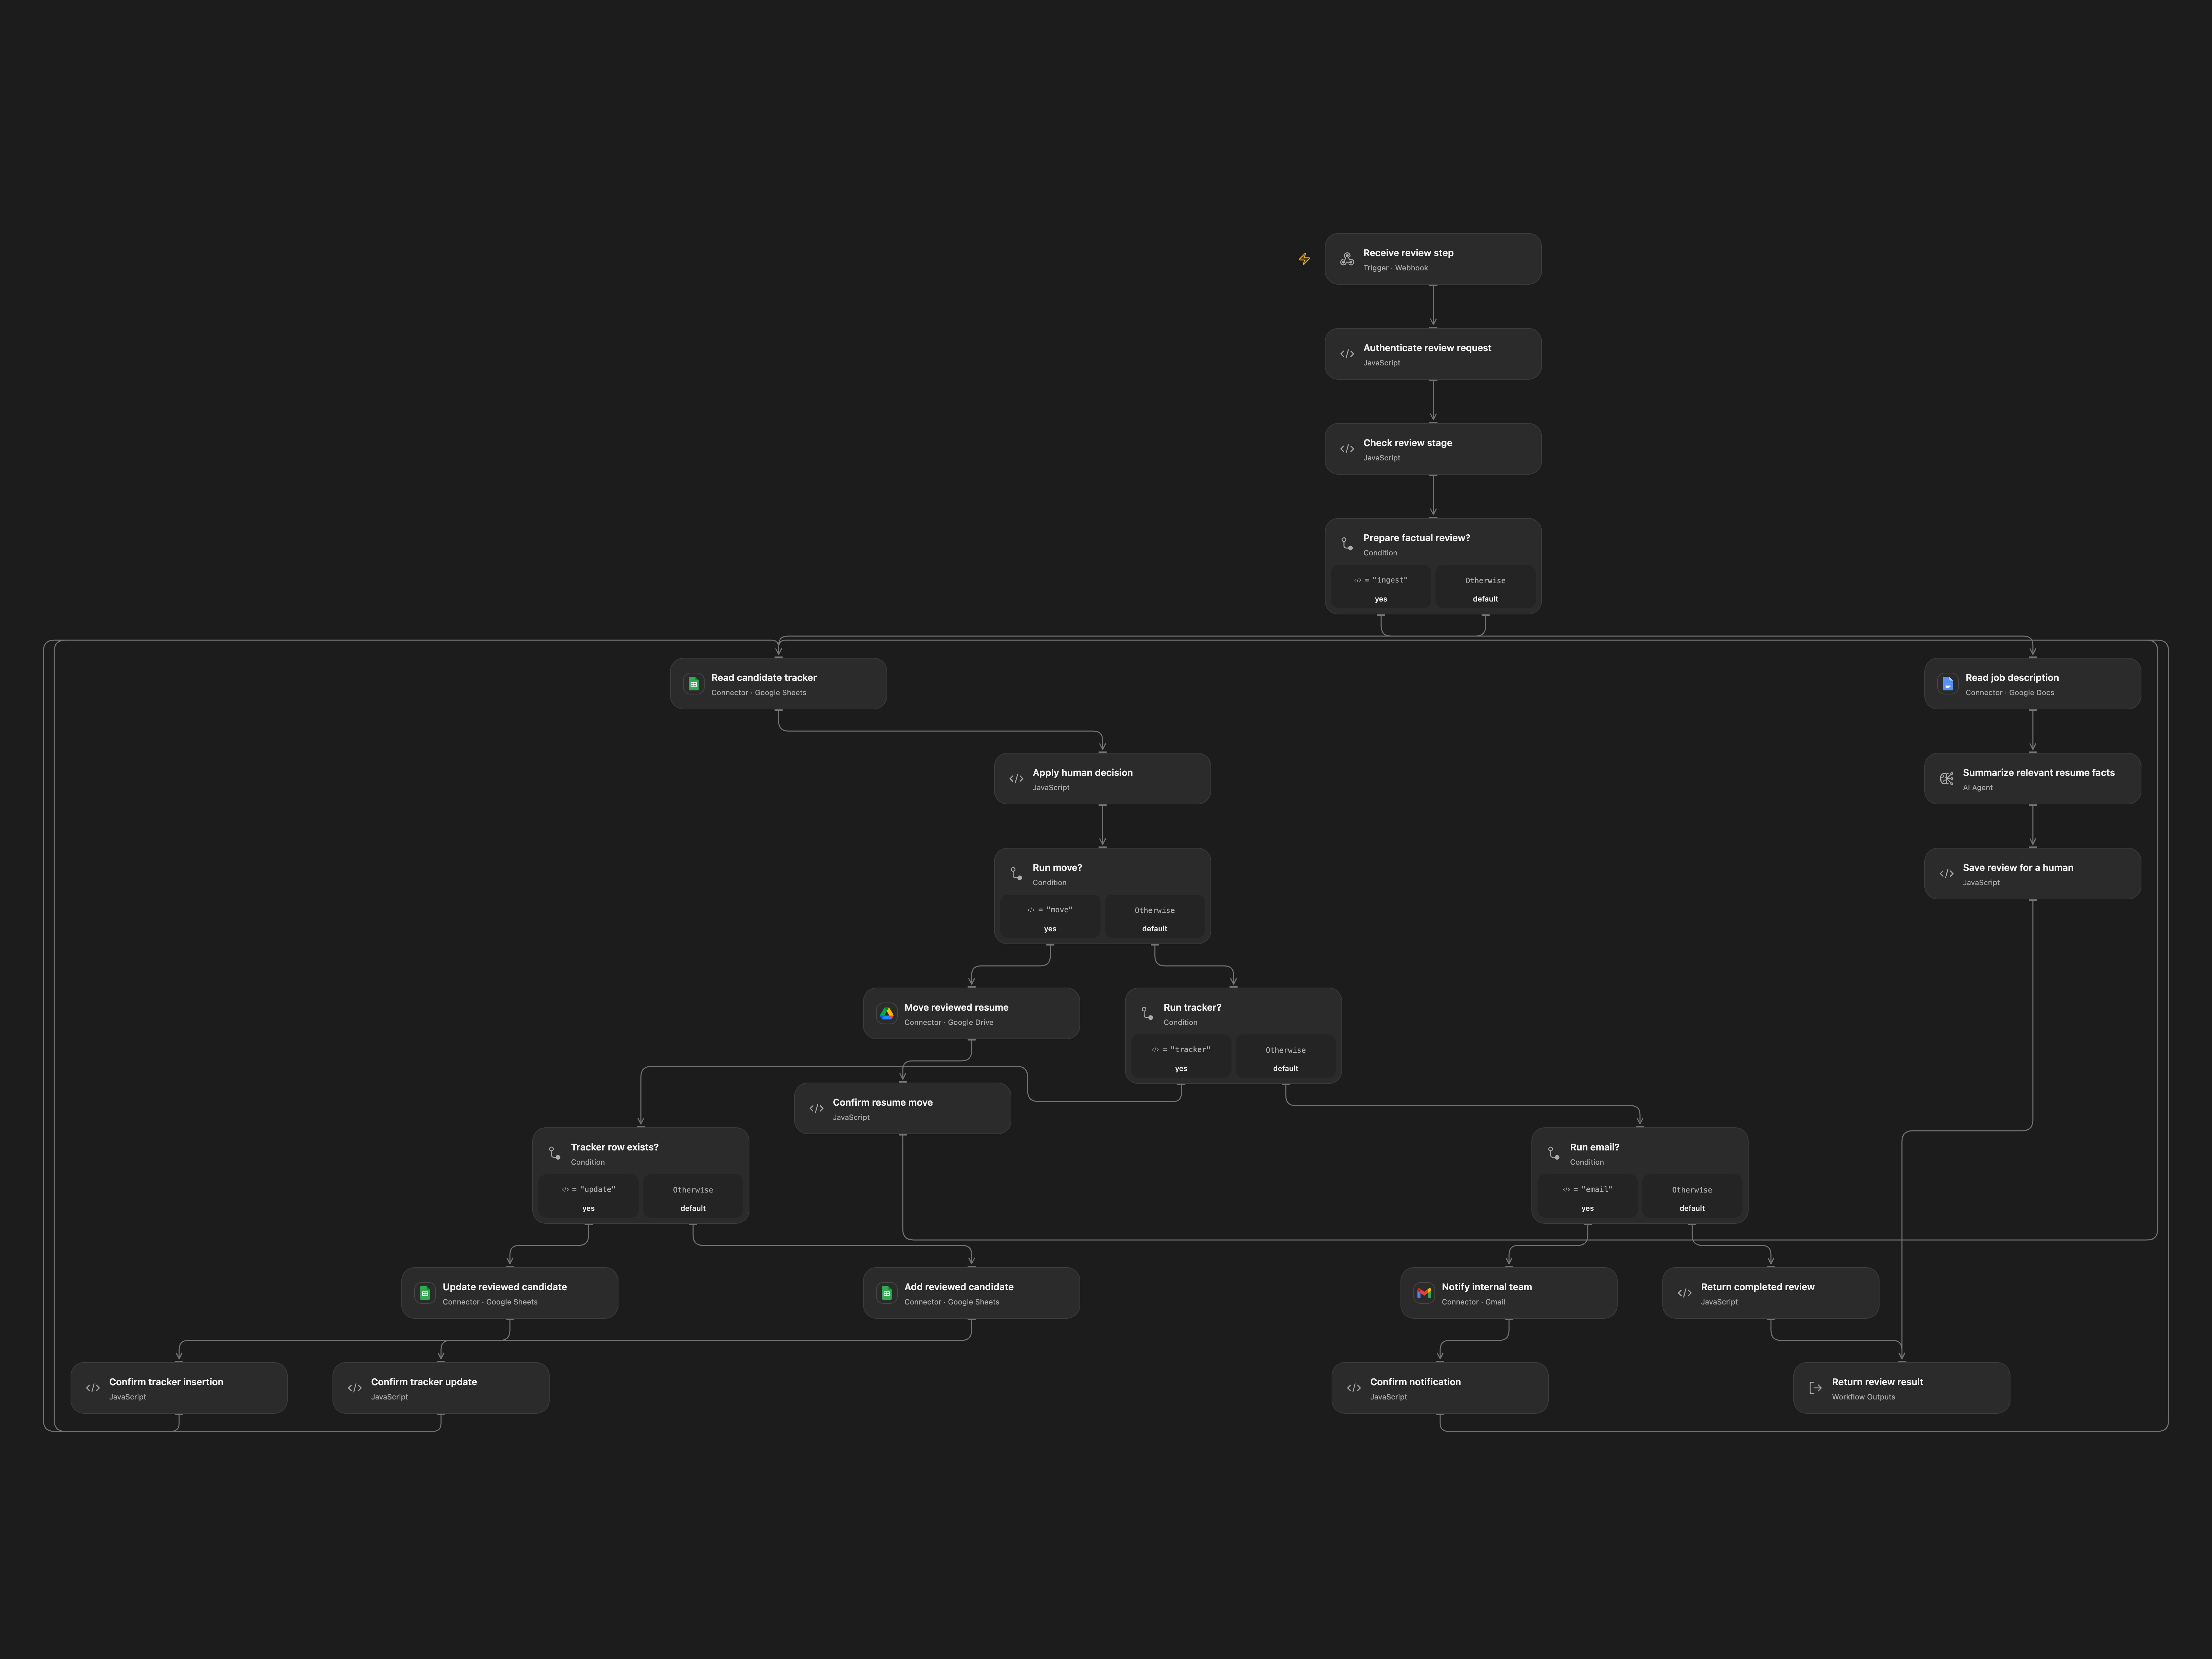 Receive review step
Trigger · Webhook
Authenticate review request
JavaScript
Check review stage
JavaScript
Prepare factual review?
Condition
</> = "ingest"
yes
Otherwise
default
Read candidate tracker
Connector · Google Sheets
Read job description
Connector · Google Docs
Apply human decision
JavaScript
Summarize relevant resume facts
AI Agent
Run move?
Condition
</> = "move"
yes
Otherwise
default
Save review for a human
JavaScript
Move reviewed resume
Connector · Google Drive
Run tracker?
Condition
</> = "tracker"
yes
Otherwise
default
Confirm resume move
JavaScript
Tracker row exists?
Condition
</> = "update"
yes
Otherwise
default
Run email?
Condition
</> = "email"
yes
Otherwise
default
Update reviewed candidate
Connector · Google Sheets
Add reviewed candidate
Connector · Google Sheets
Notify internal team
Connector · Gmail
Return completed review
JavaScript
Confirm tracker insertion
JavaScript
Confirm tracker update
JavaScript
Confirm notification
JavaScript
Return review result
Workflow Outputs